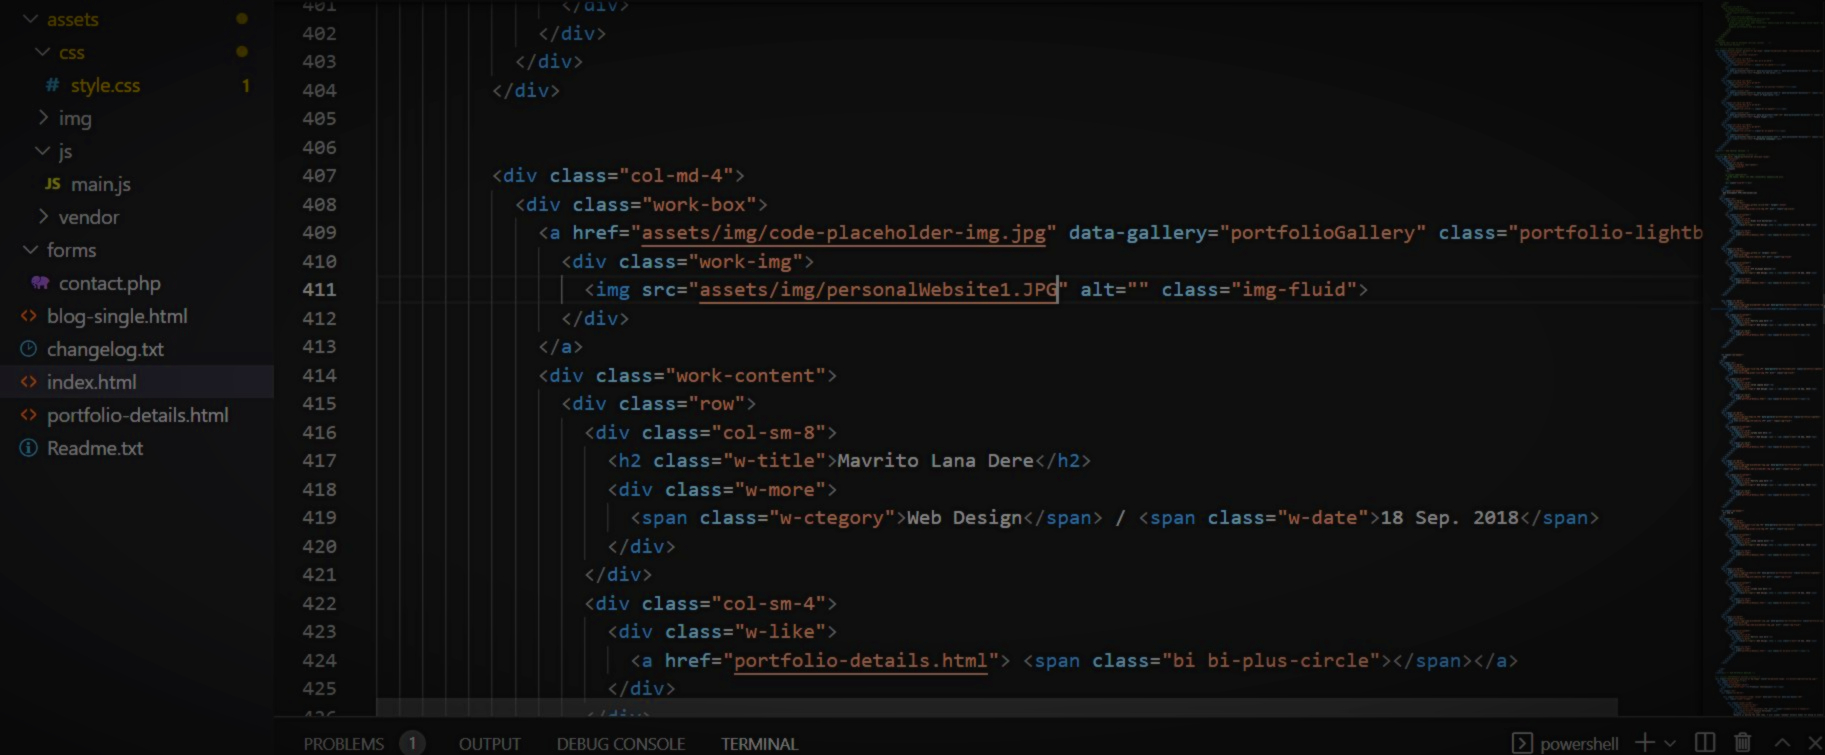 assets
css
# style.css 1
img
js
JS main.js
vendor
forms
contact.php
<> blog-single.html
changelog.txt
<> index.html
<> portfolio-details.html
Readme.txt
401 </div>
402 </div>
403 </div>
404 </div>
405
406
407 <div class="col-md-4">
408 <div class="work-box">
409 <a href="assets/img/code-placeholder-img.jpg" data-gallery="portfolioGallery" class="portfolio-lightb
410 <div class="work-img">
411 <img src="assets/img/personalWebsite1.JPG" alt="" class="img-fluid">
412 </div>
413 </a>
414 <div class="work-content">
415 <div class="row">
416 <div class="col-sm-8">
417 <h2 class="w-title">Mavrito Lana Dere</h2>
418 <div class="w-more">
419 <span class="w-ctegory">Web Design</span> / <span class="w-date">18 Sep. 2018</span>
420 </div>
421 </div>
422 <div class="col-sm-4">
423 <div class="w-like">
424 <a href="portfolio-details.html"> <span class="bi bi-plus-circle"></span></a>
425 </div>
426 </div>
PROBLEMS 1 OUTPUT DEBUG CONSOLE TERMINAL powershell